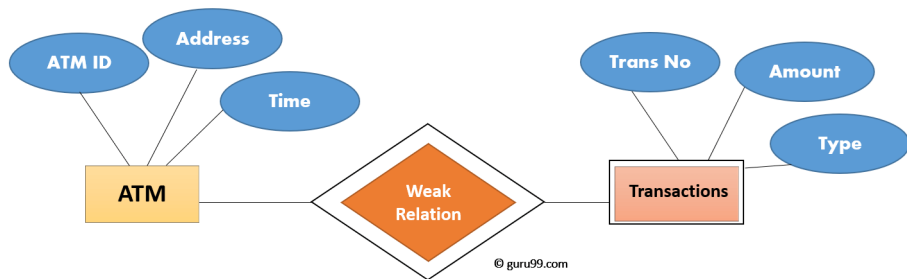 ATM ID
Address
Time
Trans No
Amount
Type
ATM
Weak
Relation
Transactions
© guru99.com